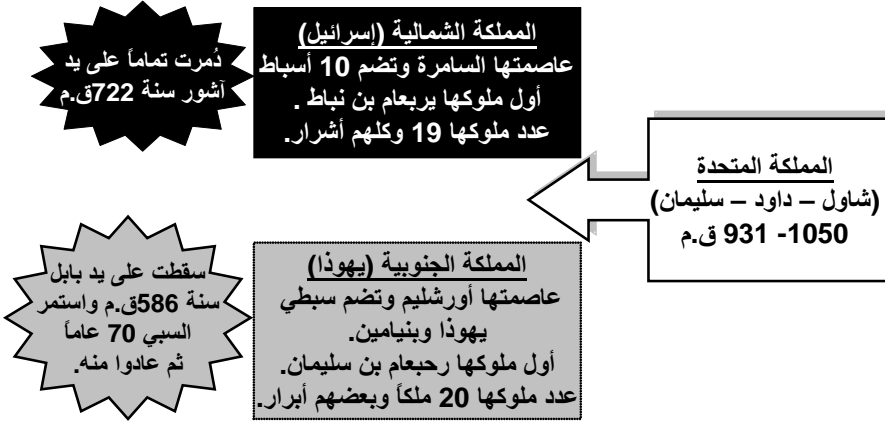 المملكة المتحدة
(شاول – داود – سليمان)
1050- 931 ق.م
المملكة الشمالية (إسرائيل)
عاصمتها السامرة وتضم 10 أسباط
أول ملوكها يربعام بن نباط .
عدد ملوكها 19 وكلهم أشرار.
دُمرت تماماً على يد
آشور سنة 722ق.م
المملكة الجنوبية (يهوذا)
عاصمتها أورشليم وتضم سبطي
يهوذا وبنيامين.
أول ملوكها رحبعام بن سليمان.
عدد ملوكها 20 ملكاً وبعضهم أبرار.
سقطت على يد بابل
سنة 586ق.م واستمر
السبي 70 عاماً
ثم عادوا منه.